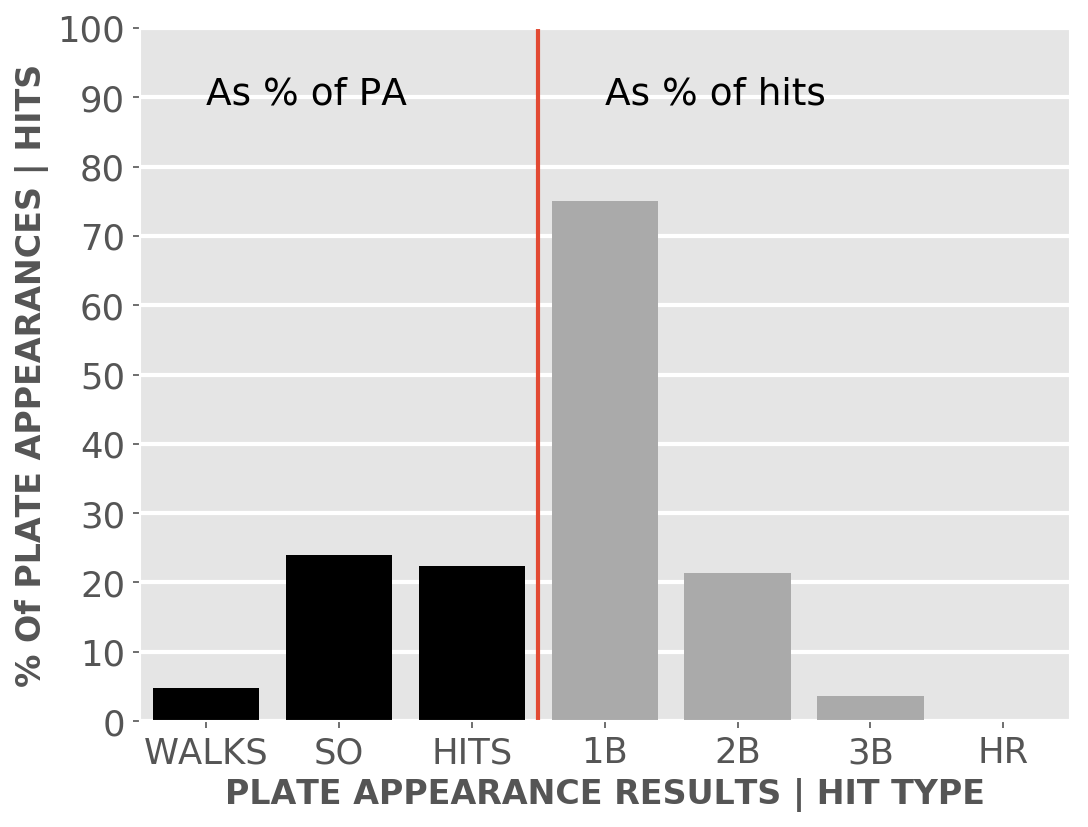 100
90
80
70
60
50
40
30
20
10
0
% Of PLATE APPEARANCES | HITS
As % of PA
As % of hits
WALKS SO HITS 1B 2B 3B HR
PLATE APPEARANCE RESULTS | HIT TYPE